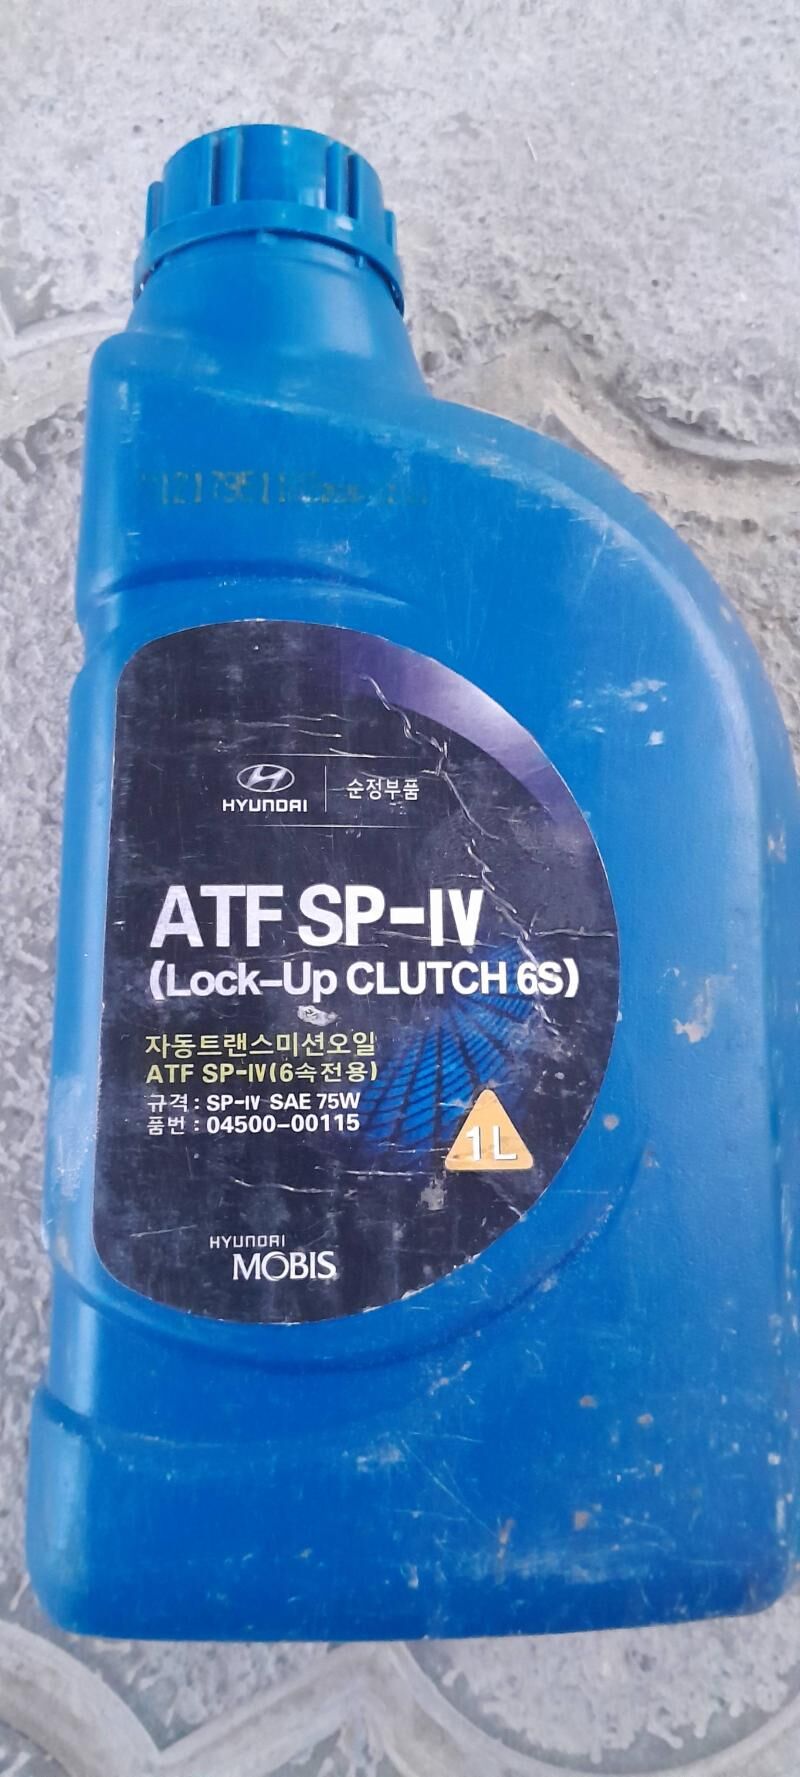 HYUNDAI 순정부품
ATF SP-IV
(Lock-Up CLUTCH 6S)
자동트랜스미션오일
ATF SP-IV(6속전용)
규격 : SP-IV SAE 75W
품번 : 04500-00115
1L
HYUNDAI
MOBIS